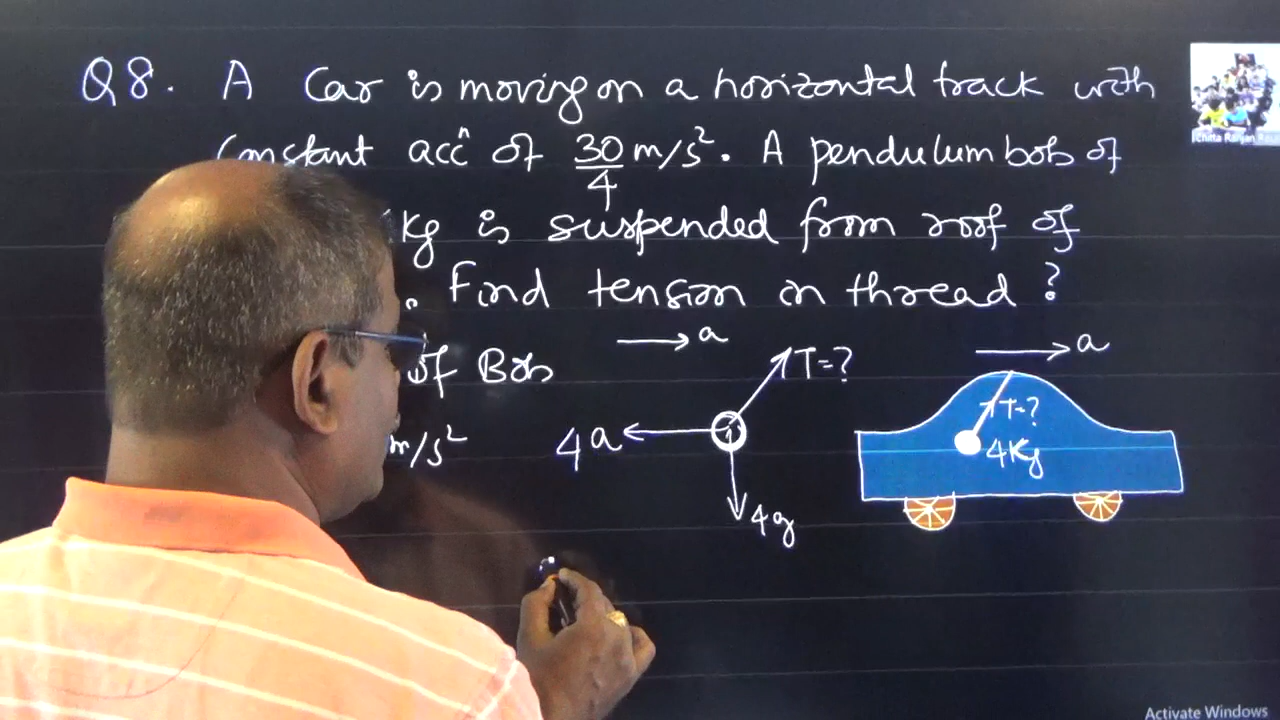 Q8. A Car is moving on a horizontal track with
Constant accⁿ of 30/4 m/s². A pendulum bob of
Kg is suspended from roof of
. Find tension in thread ?
of Bob
→ a
T=?
→ a
T=?
m/s²
4a
4Kg
4g
Activate Windows